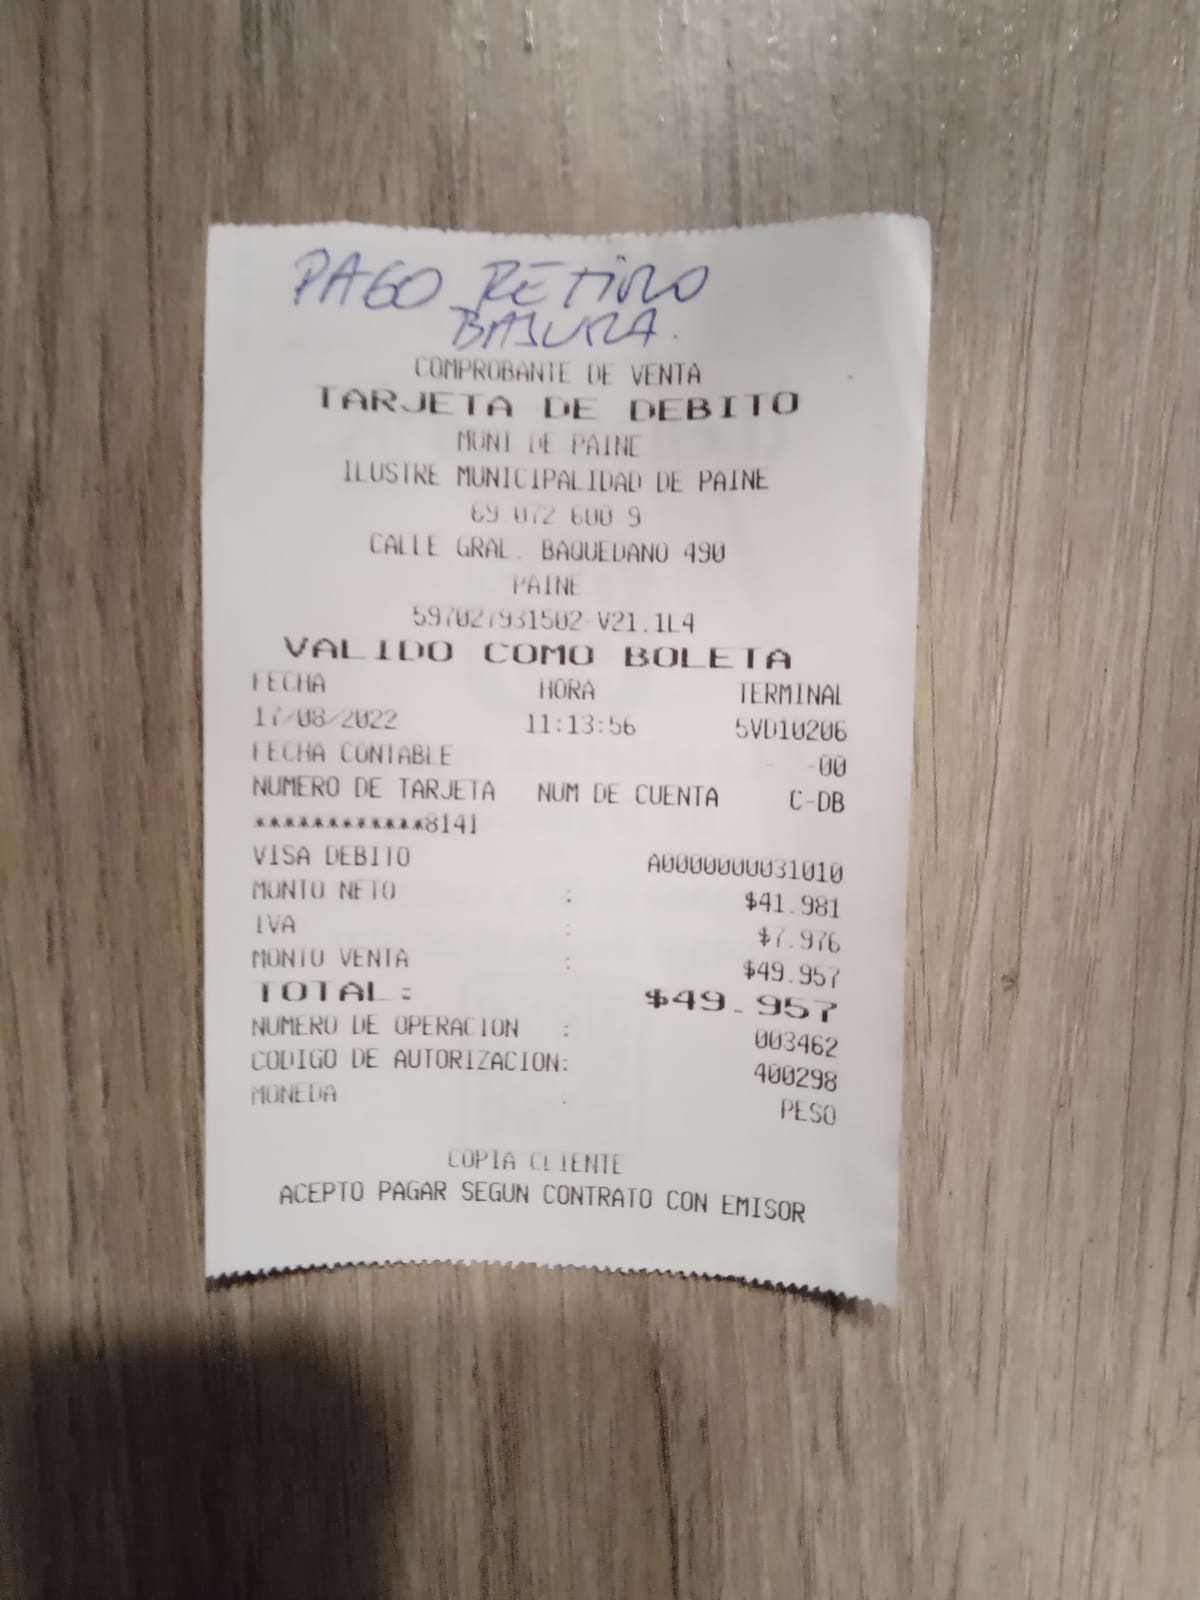 PAGO RETIRO
BASURA.
COMPROBANTE DE VENTA
TARJETA DE DEBITO
MUNI DE PAINE
ILUSTRE MUNICIPALIDAD DE PAINE
69.072.600-9
CALLE GRAL. BAQUEDANO 490
PAINE
597027931502-V21.1L4
VALIDO COMO BOLETA
FECHA HORA TERMINAL
17/08/2022 11:13:56 5VD10206
FECHA CONTABLE - -00
NUMERO DE TARJETA NUM DE CUENTA C-DB
************8141
VISA DEBITO A0000000031010
MONTO NETO : $41.981
IVA : $7.976
MONTO VENTA : $49.957
TOTAL: $49.957
NUMERO DE OPERACION : 003462
CODIGO DE AUTORIZACION: 400298
MONEDA : PESO
COPIA CLIENTE
ACEPTO PAGAR SEGUN CONTRATO CON EMISOR